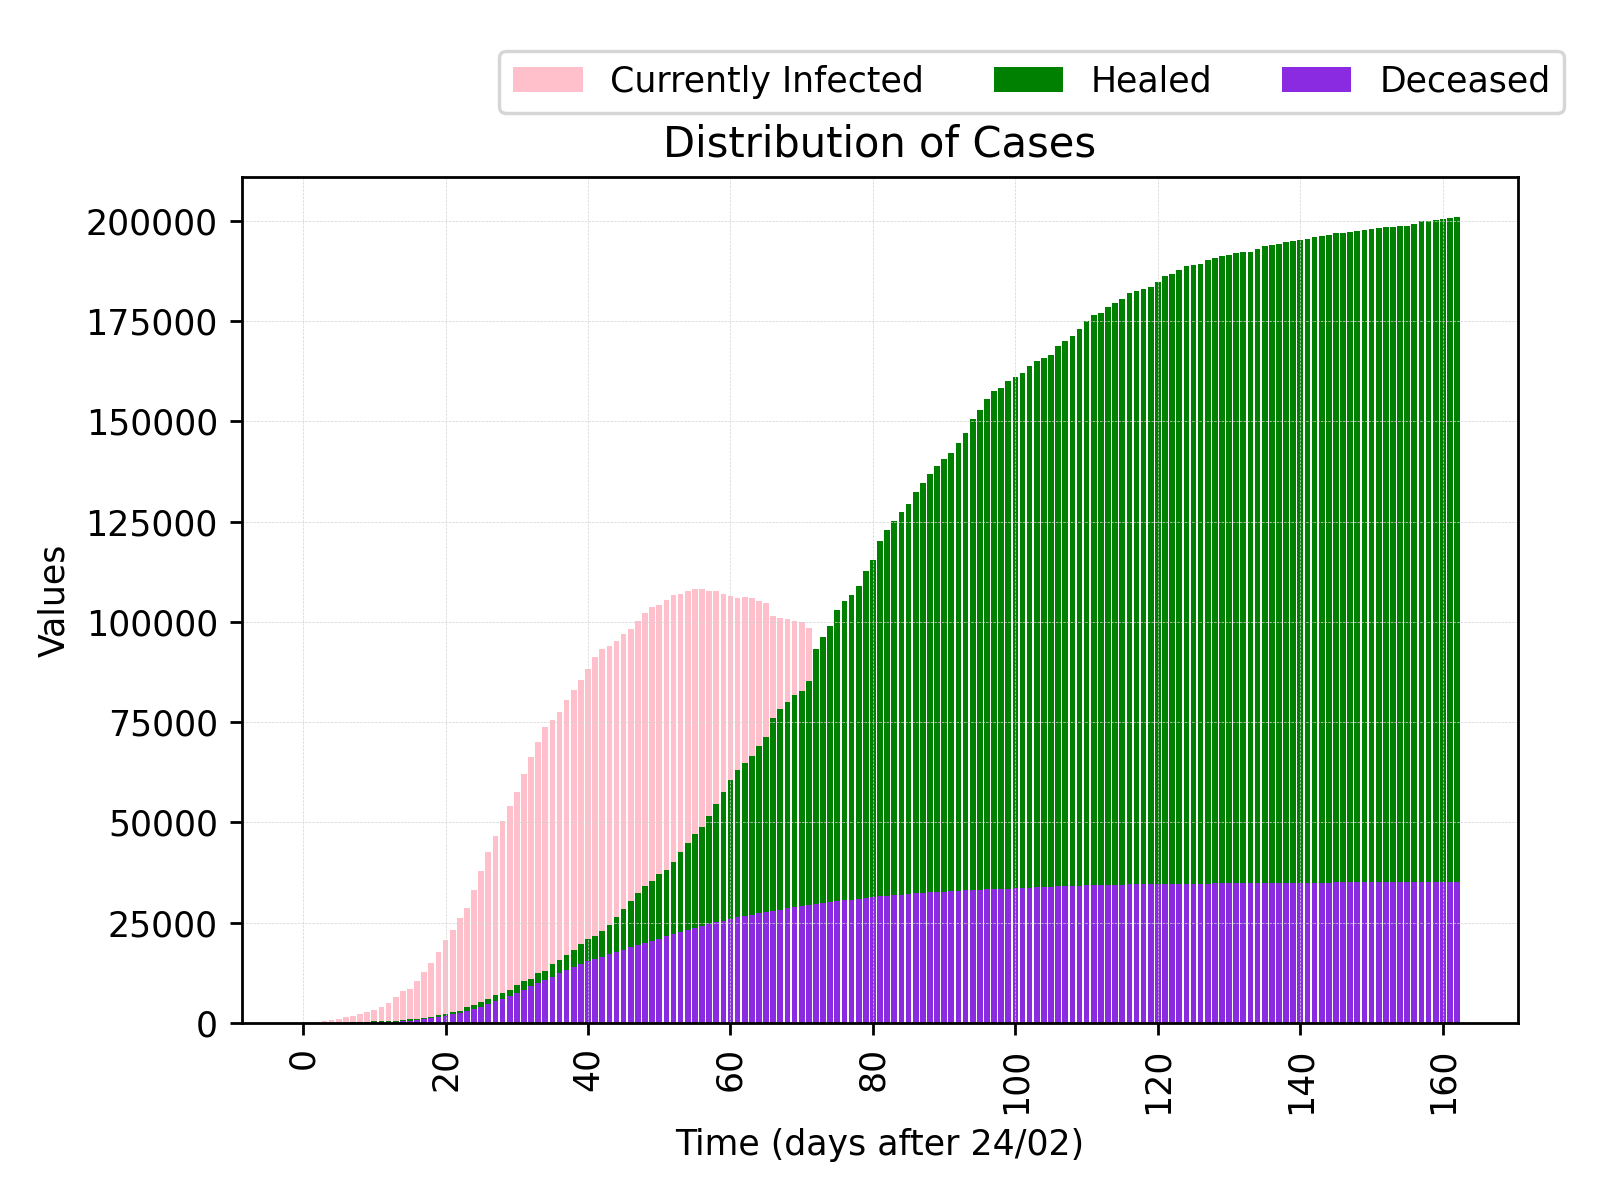 Currently Infected Healed Deceased
Distribution of Cases
200000
175000
150000
125000
100000
75000
50000
25000
0
Values
0 20 40 60 80 100 120 140 160
Time (days after 24/02)